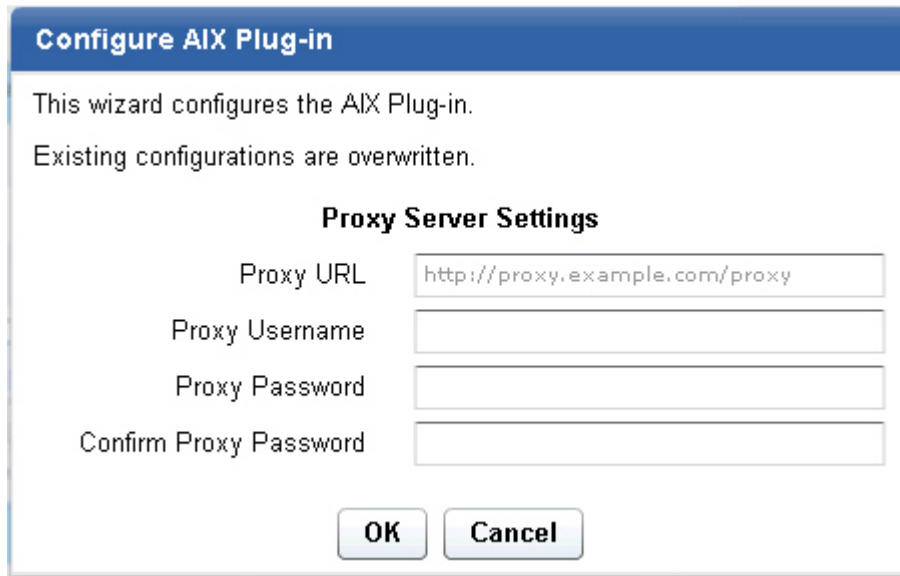 Configure AIX Plug-in
This wizard configures the AIX Plug-in.
Existing configurations are overwritten.
Proxy Server Settings
Proxy URL http://proxy.example.com/proxy
Proxy Username
Proxy Password
Confirm Proxy Password
OK Cancel